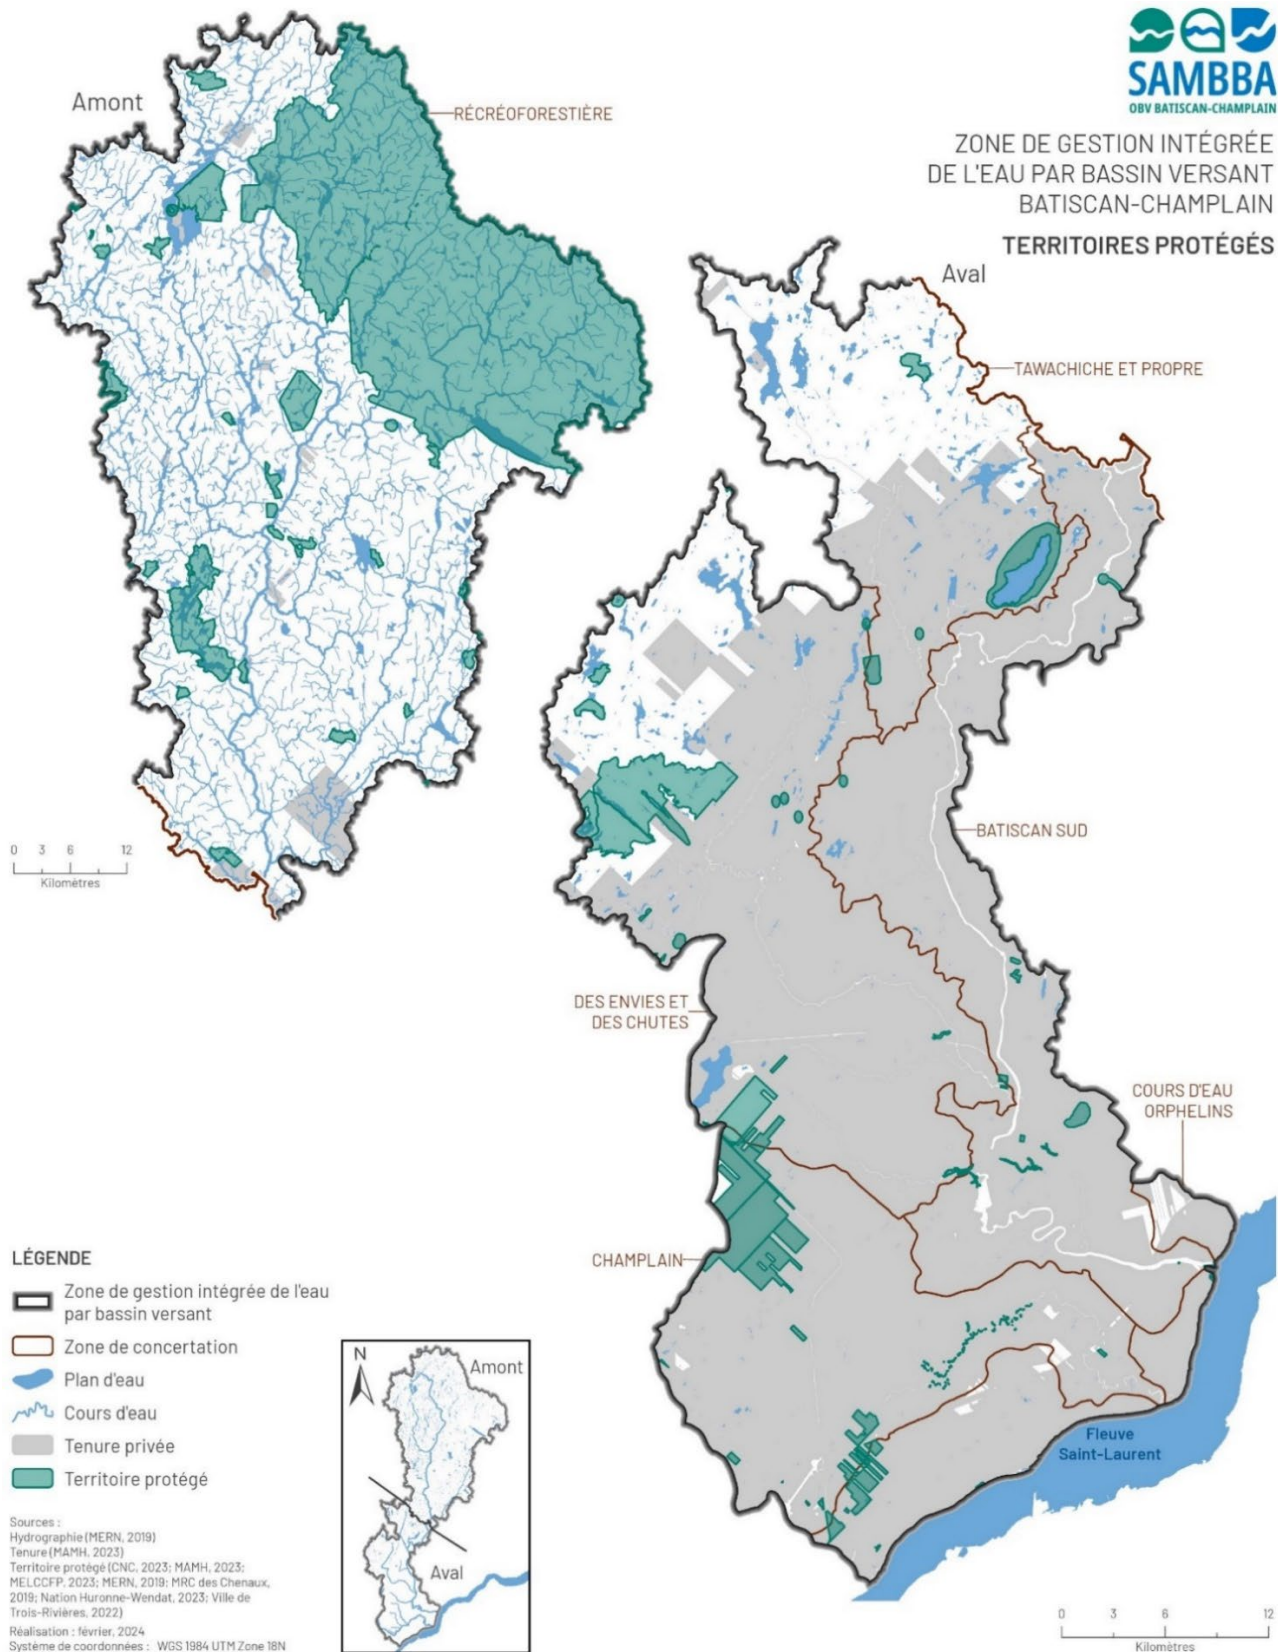 SAMBBA
OBV BATISCAN-CHAMPLAIN
ZONE DE GESTION INTÉGRÉE
DE L'EAU PAR BASSIN VERSANT
BATISCAN-CHAMPLAIN
TERRITOIRES PROTÉGÉS
Amont
RÉCRÉOFORESTIÈRE
Aval
TAWACHICHE ET PROPRE
BATISCAN SUD
0 3 6 12
Kilomètres
DES ENVIES ET
DES CHUTES
COURS D'EAU
ORPHELINS
CHAMPLAIN
Fleuve
Saint-Laurent
LÉGENDE
Zone de gestion intégrée de l'eau
par bassin versant
Zone de concertation
Plan d'eau
Cours d'eau
Tenure privée
Territoire protégé
N
Amont
Aval
Sources :
Hydrographie (MERN, 2019)
Tenure (MAMH, 2023)
Territoire protégé (CNC, 2023; MAMH, 2023;
MELCCFP, 2023; MERN, 2019; MRC des Chenaux,
2019; Nation Huronne-Wendat, 2023; Ville de
Trois-Rivières, 2022)
Réalisation : février, 2024
Système de coordonnées : WGS 1984 UTM Zone 18N
0 3 6 12
Kilomètres